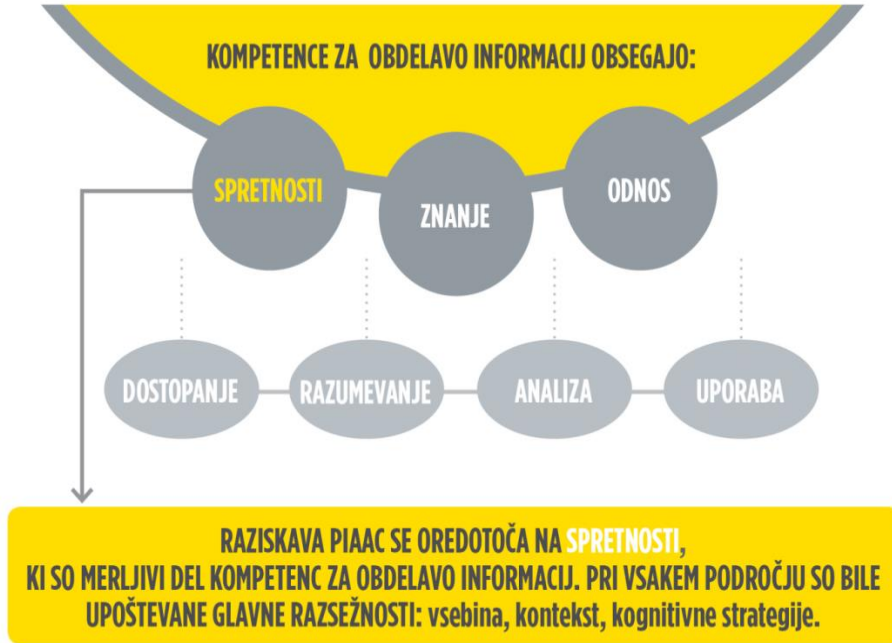 KOMPETENCE ZA OBDELAVO INFORMACIJ OBSEGAJO:
SPRETNOSTI
ZNANJE
ODNOS
DOSTOPANJE
RAZUMEVANJE
ANALIZA
UPORABA
RAZISKAVA PIAAC SE OREDOTOČA NA SPRETNOSTI,
KI SO MERLJIVI DEL KOMPETENC ZA OBDELAVO INFORMACIJ. PRI VSAKEM PODROČJU SO BILE
UPOŠTEVANE GLAVNE RAZSEŽNOSTI: vsebina, kontekst, kognitivne strategije.